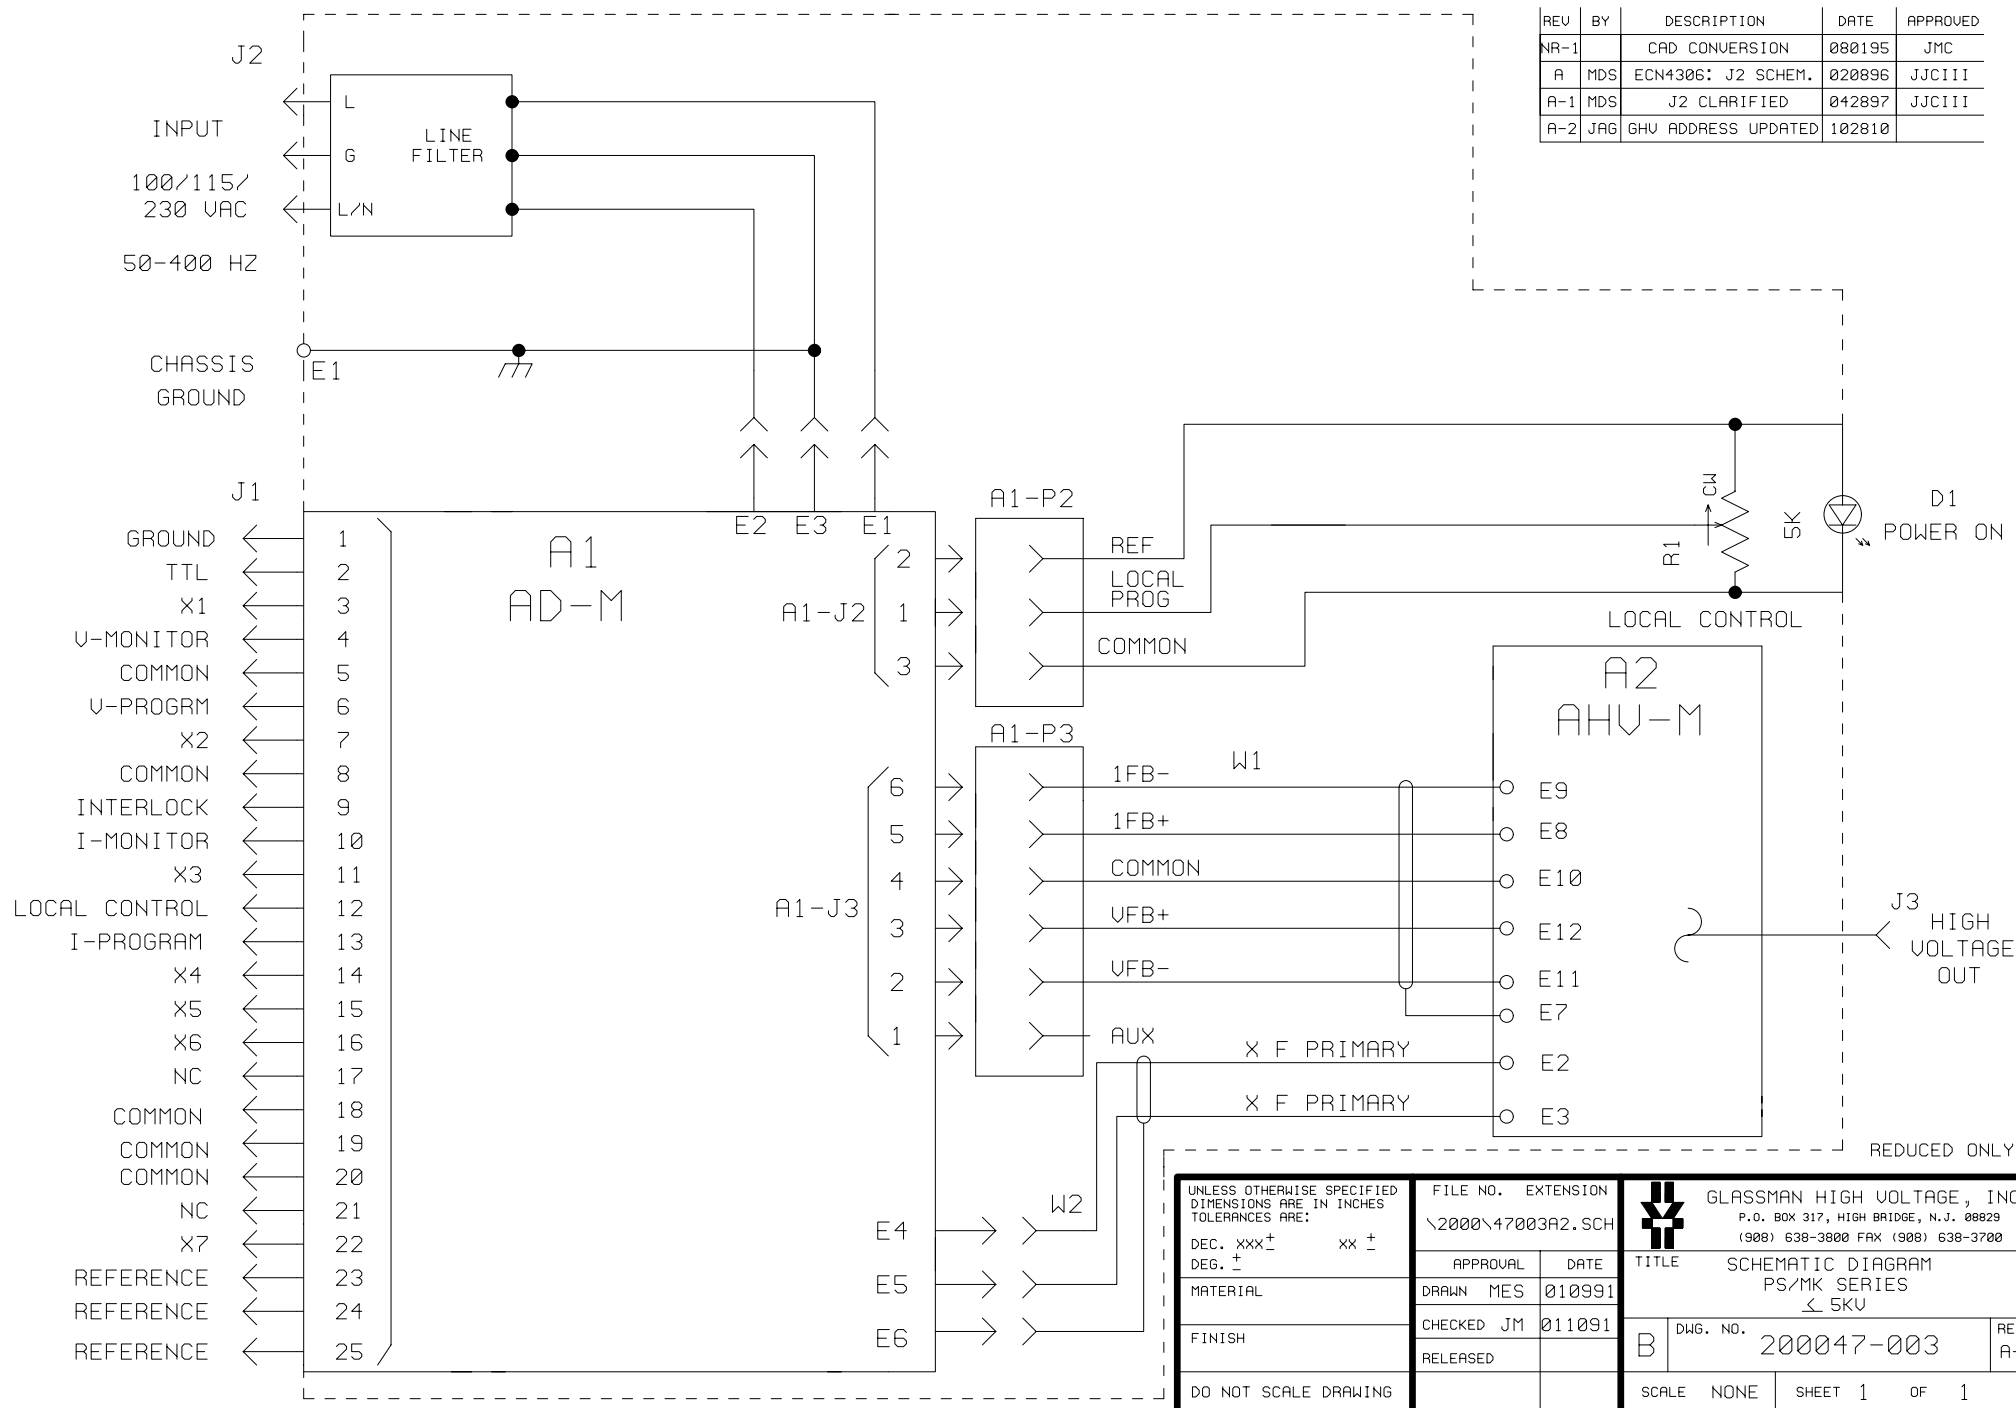 REV BY DESCRIPTION DATE APPROVED
NR-1 CAD CONVERSION 080195 JMC
A MDS ECN4306: J2 SCHEM. 020896 JJCIII
A-1 MDS J2 CLARIFIED 042897 JJCIII
A-2 JAG GHV ADDRESS UPDATED 102810
J2
INPUT
100/115/
230 VAC
50-400 HZ
L
G
L/N
LINE
FILTER
CHASSIS
GROUND
E1
J1
GROUND 1
TTL 2
X1 3
V-MONITOR 4
COMMON 5
V-PROGRM 6
X2 7
COMMON 8
INTERLOCK 9
I-MONITOR 10
X3 11
LOCAL CONTROL 12
I-PROGRAM 13
X4 14
X5 15
X6 16
NC 17
COMMON 18
COMMON 19
COMMON 20
NC 21
X7 22
REFERENCE 23
REFERENCE 24
REFERENCE 25
A1
AD-M
E2 E3 E1
A1-J2
2
1
3
A1-P2
REF
LOCAL
PROG
COMMON
CW
R1
5K
D1
POWER ON
LOCAL CONTROL
A1-J3
6
5
4
3
2
1
A1-P3
W1
1FB-
1FB+
COMMON
VFB+
VFB-
AUX
X F PRIMARY
X F PRIMARY
A2
AHV-M
E9
E8
E10
E12
E11
E7
E2
E3
J3
HIGH
VOLTAGE
OUT
W2
E4
E5
E6
REDUCED ONLY
UNLESS OTHERWISE SPECIFIED
DIMENSIONS ARE IN INCHES
TOLERANCES ARE:
DEC. XXX± XX ±
DEG. ±
MATERIAL
FINISH
DO NOT SCALE DRAWING
FILE NO. EXTENSION
\2000\47003A2.SCH
APPROVAL DATE
DRAWN MES 010991
CHECKED JM 011091
RELEASED
GLASSMAN HIGH VOLTAGE, INC
P.O. BOX 317, HIGH BRIDGE, N.J. 08829
(908) 638-3800 FAX (908) 638-3700
TITLE
SCHEMATIC DIAGRAM
PS/MK SERIES
≤ 5KV
B
DWG. NO.
200047-003
RE
A-
SCALE NONE SHEET 1 OF 1